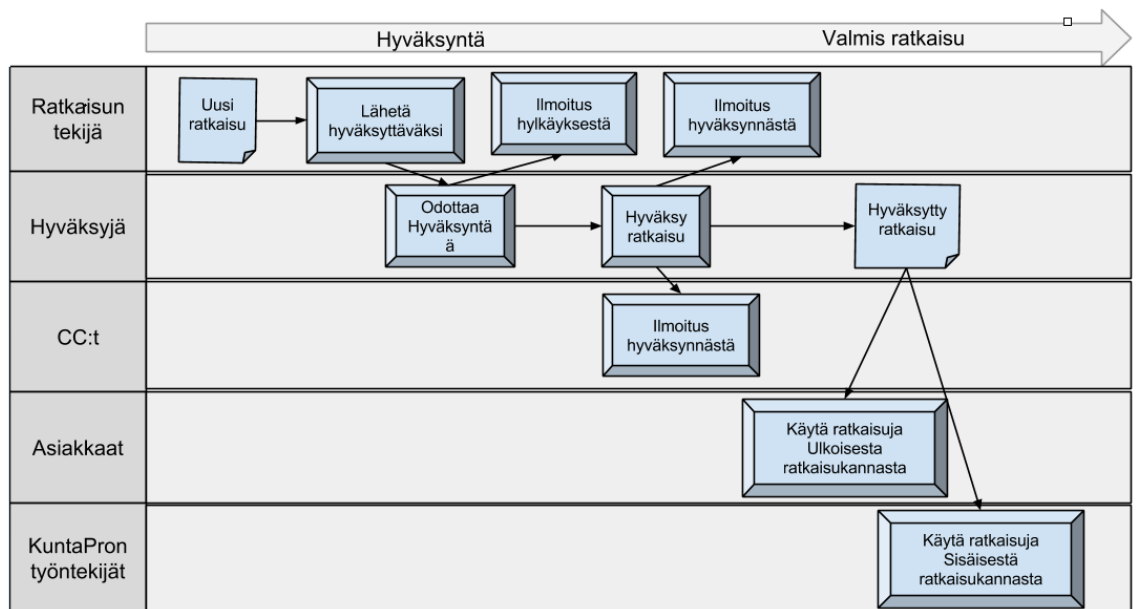 Hyväksyntä
Valmis ratkaisu
Ratkaisun
tekijä
Uusi
ratkaisu
Lähetä
hyväksyttäväksi
Ilmoitus
hylkäyksestä
Ilmoitus
hyväksynnästä
Hyväksyjä
Odottaa
Hyväksyntä
ä
Hyväksy
ratkaisu
Hyväksytty
ratkaisu
CC:t
Ilmoitus
hyväksynnästä
Asiakkaat
Käytä ratkaisuja
Ulkoisesta
ratkaisukannasta
KuntaPron
työntekijät
Käytä ratkaisuja
Sisäisestä
ratkaisukannasta